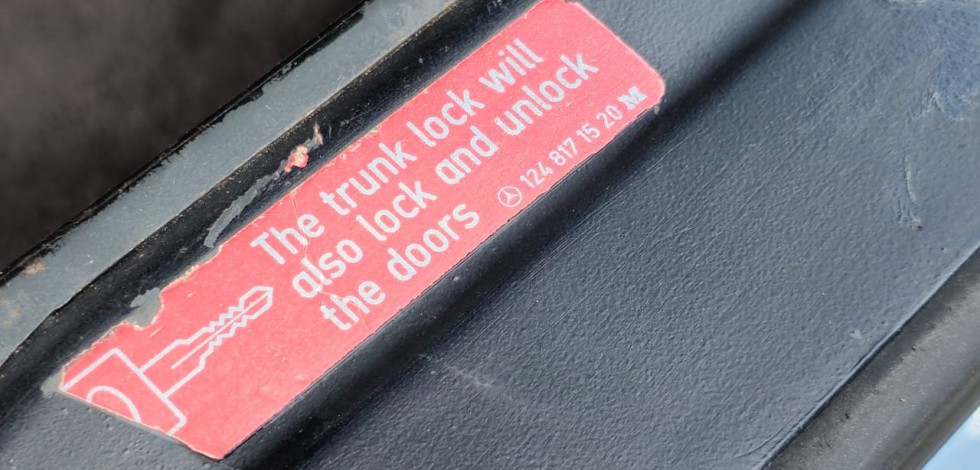 The trunk lock will
also lock and unlock
the doors
124 817 15 20 M